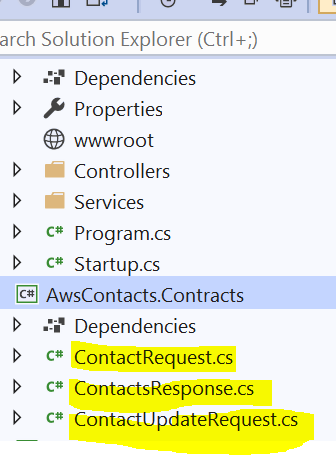 arch Solution Explorer (Ctrl+;)
Dependencies
Properties
wwwroot
Controllers
Services
C# Program.cs
C# Startup.cs
C# AwsContacts.Contracts
Dependencies
C# ContactRequest.cs
C# ContactsResponse.cs
C# ContactUpdateRequest.cs